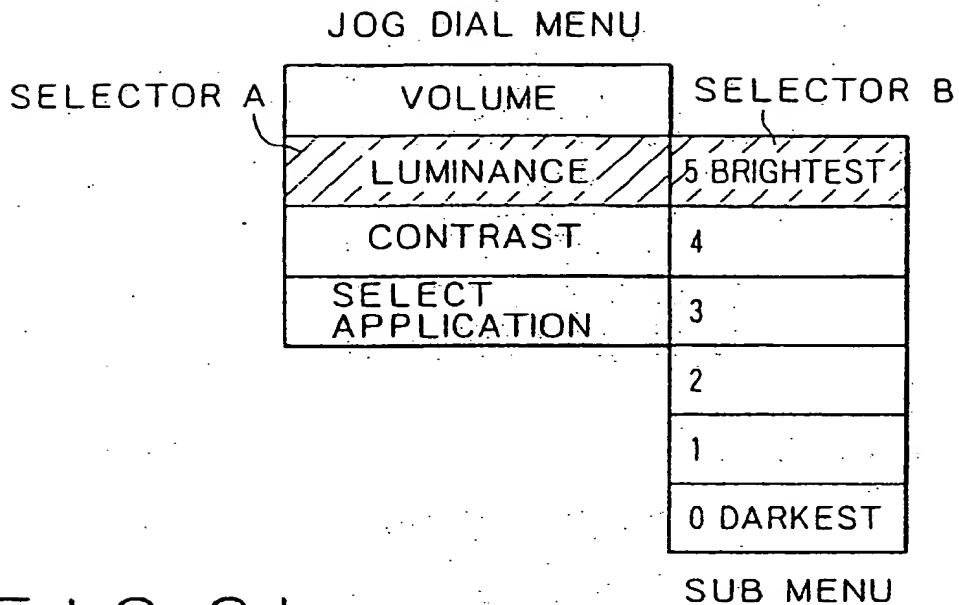 JOG DIAL MENU
SELECTOR A
VOLUME
SELECTOR B
LUMINANCE
5 BRIGHTEST
CONTRAST
4
SELECT
APPLICATION
3
2
1
0 DARKEST
SUB MENU